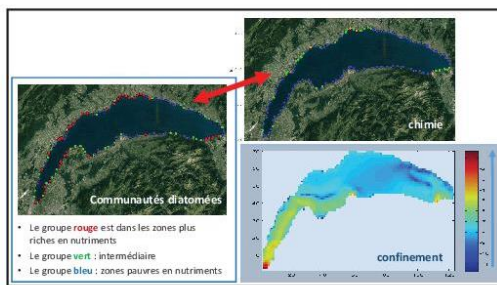 chimie
Communautés diatomées
• Le groupe rouge est dans les zones plus
riches en nutriments
• Le groupe vert : intermédiaire
• Le groupe bleu : zones pauvres en nutriments
confinement